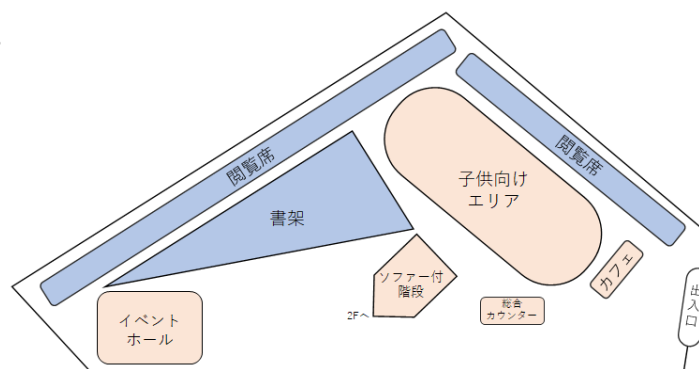 閲覧席
閲覧席
子供向け
エリア
書架
ソファー付
階段
カフェ
出入口
総合
カウンター
2Fへ
イベント
ホール